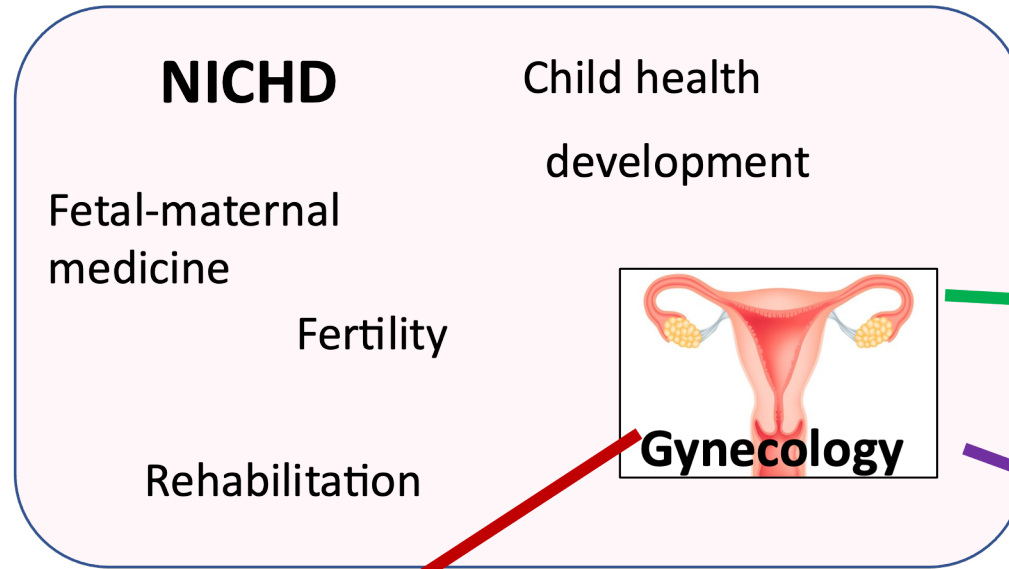 NICHD
Child health
development
Fetal-maternal
medicine
Fertility
Gynecology
Rehabilitation